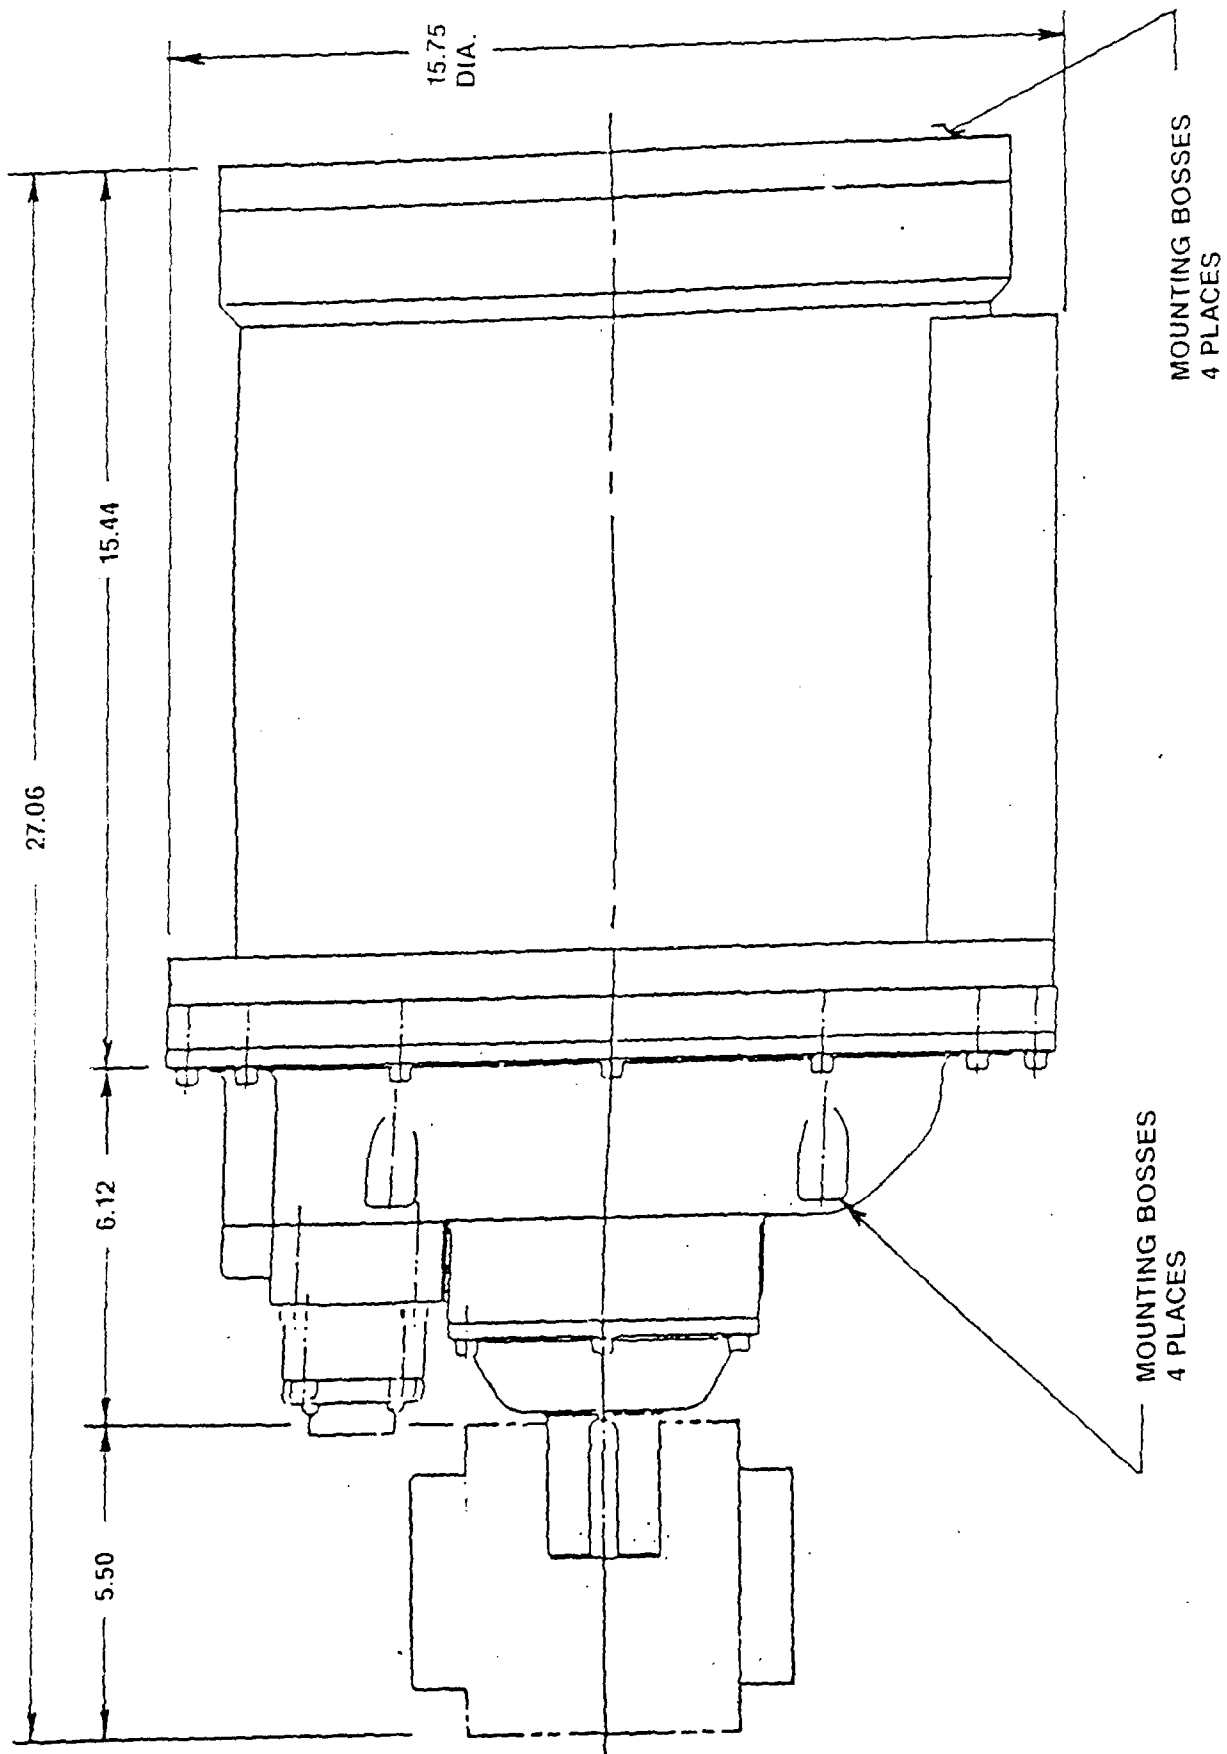 27.06
5.50
6.12
15.44
15.75
DIA.
MOUNTING BOSSES
4 PLACES
MOUNTING BOSSES
4 PLACES